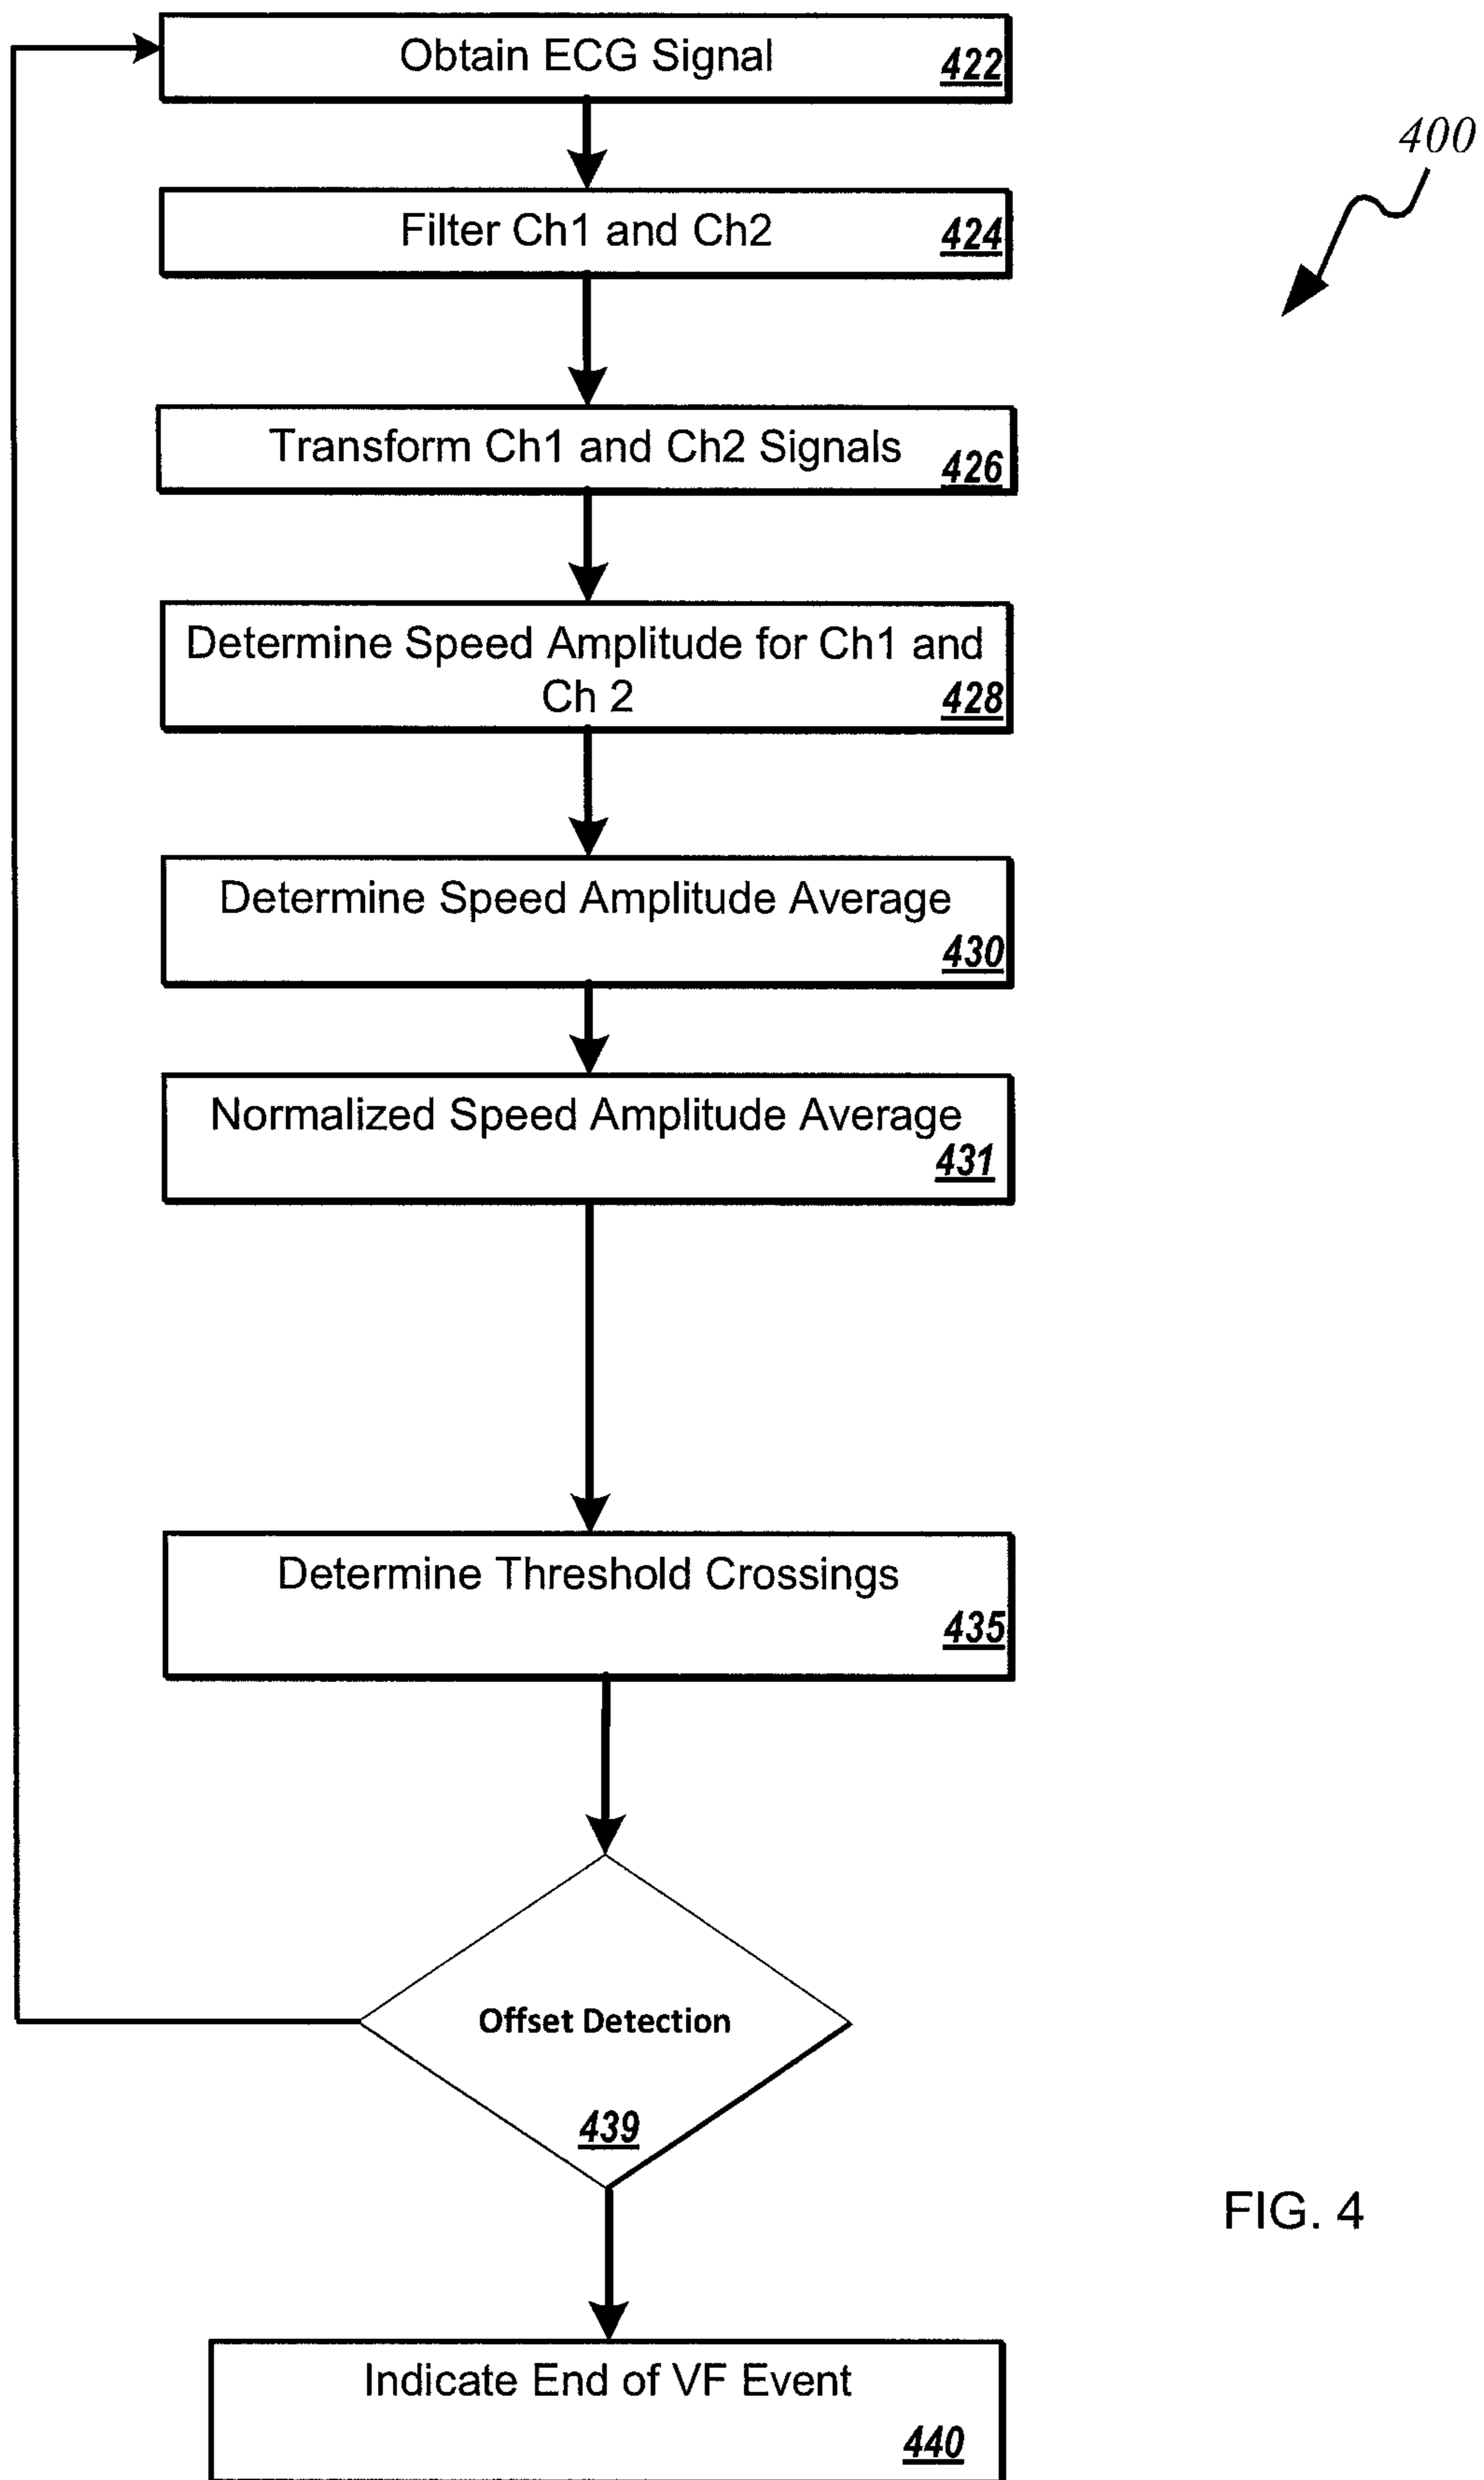 Obtain ECG Signal
422
400
Filter Ch1 and Ch2
424
Transform Ch1 and Ch2 Signals
426
Determine Speed Amplitude for Ch1 and
Ch 2
428
Determine Speed Amplitude Average
430
Normalized Speed Amplitude Average
431
Determine Threshold Crossings
435
Offset Detection
439
FIG. 4
Indicate End of VF Event
440